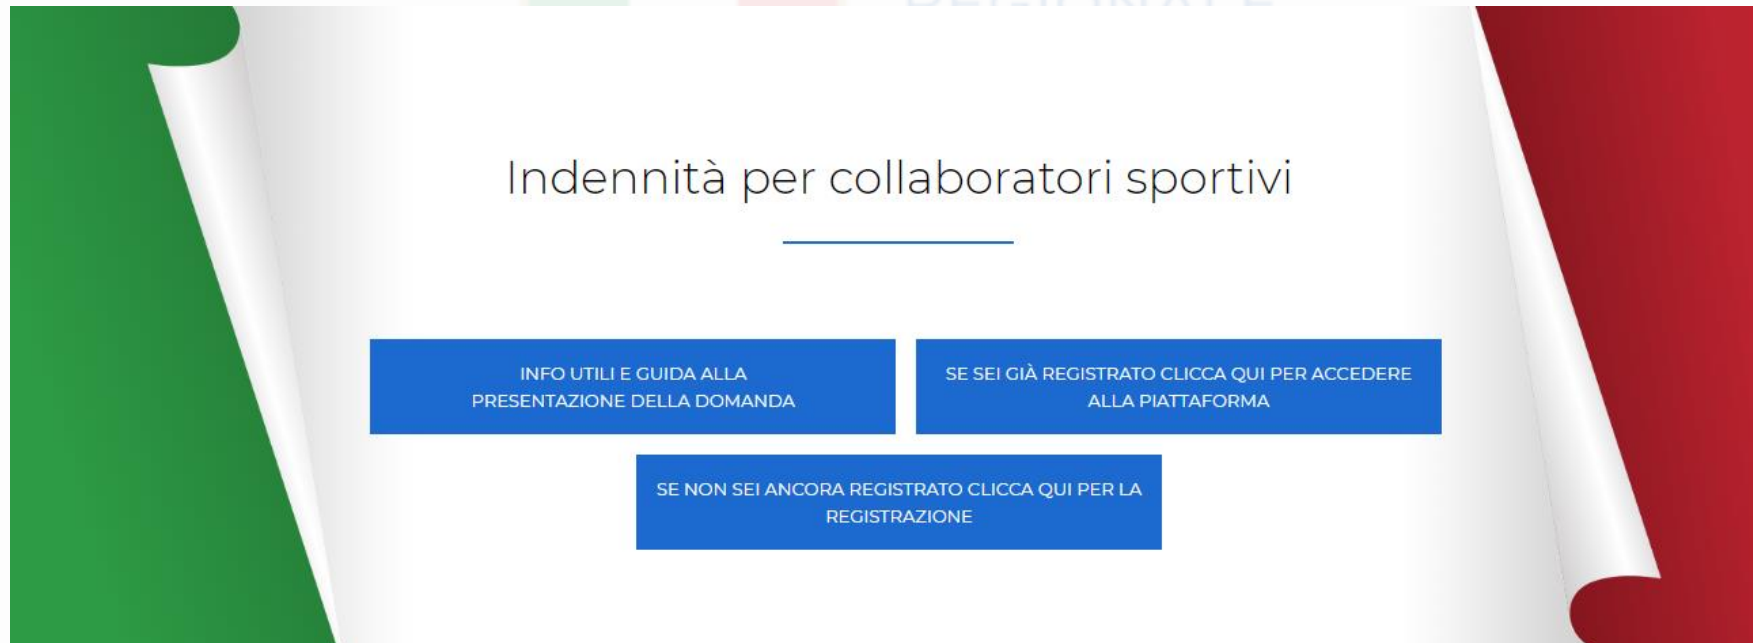 Indennità per collaboratori sportivi
INFO UTILI E GUIDA ALLA
PRESENTAZIONE DELLA DOMANDA
SE SEI GIÀ REGISTRATO CLICCA QUI PER ACCEDERE
ALLA PIATTAFORMA
SE NON SEI ANCORA REGISTRATO CLICCA QUI PER LA
REGISTRAZIONE